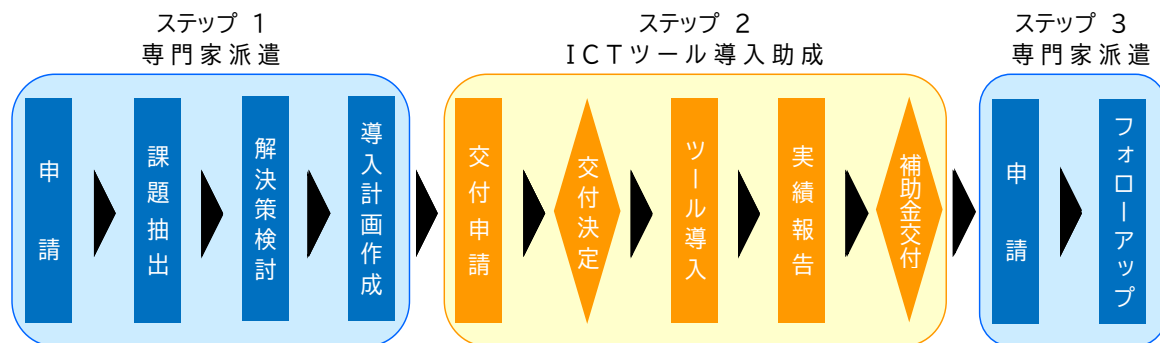 ステップ 1
専門家派遣
申請
課題抽出
解決策検討
導入計画作成
ステップ 2
ICTツール導入助成
交付申請
交付決定
ツール導入
実績報告
補助金交付
ステップ 3
専門家派遣
申請
フォローアップ